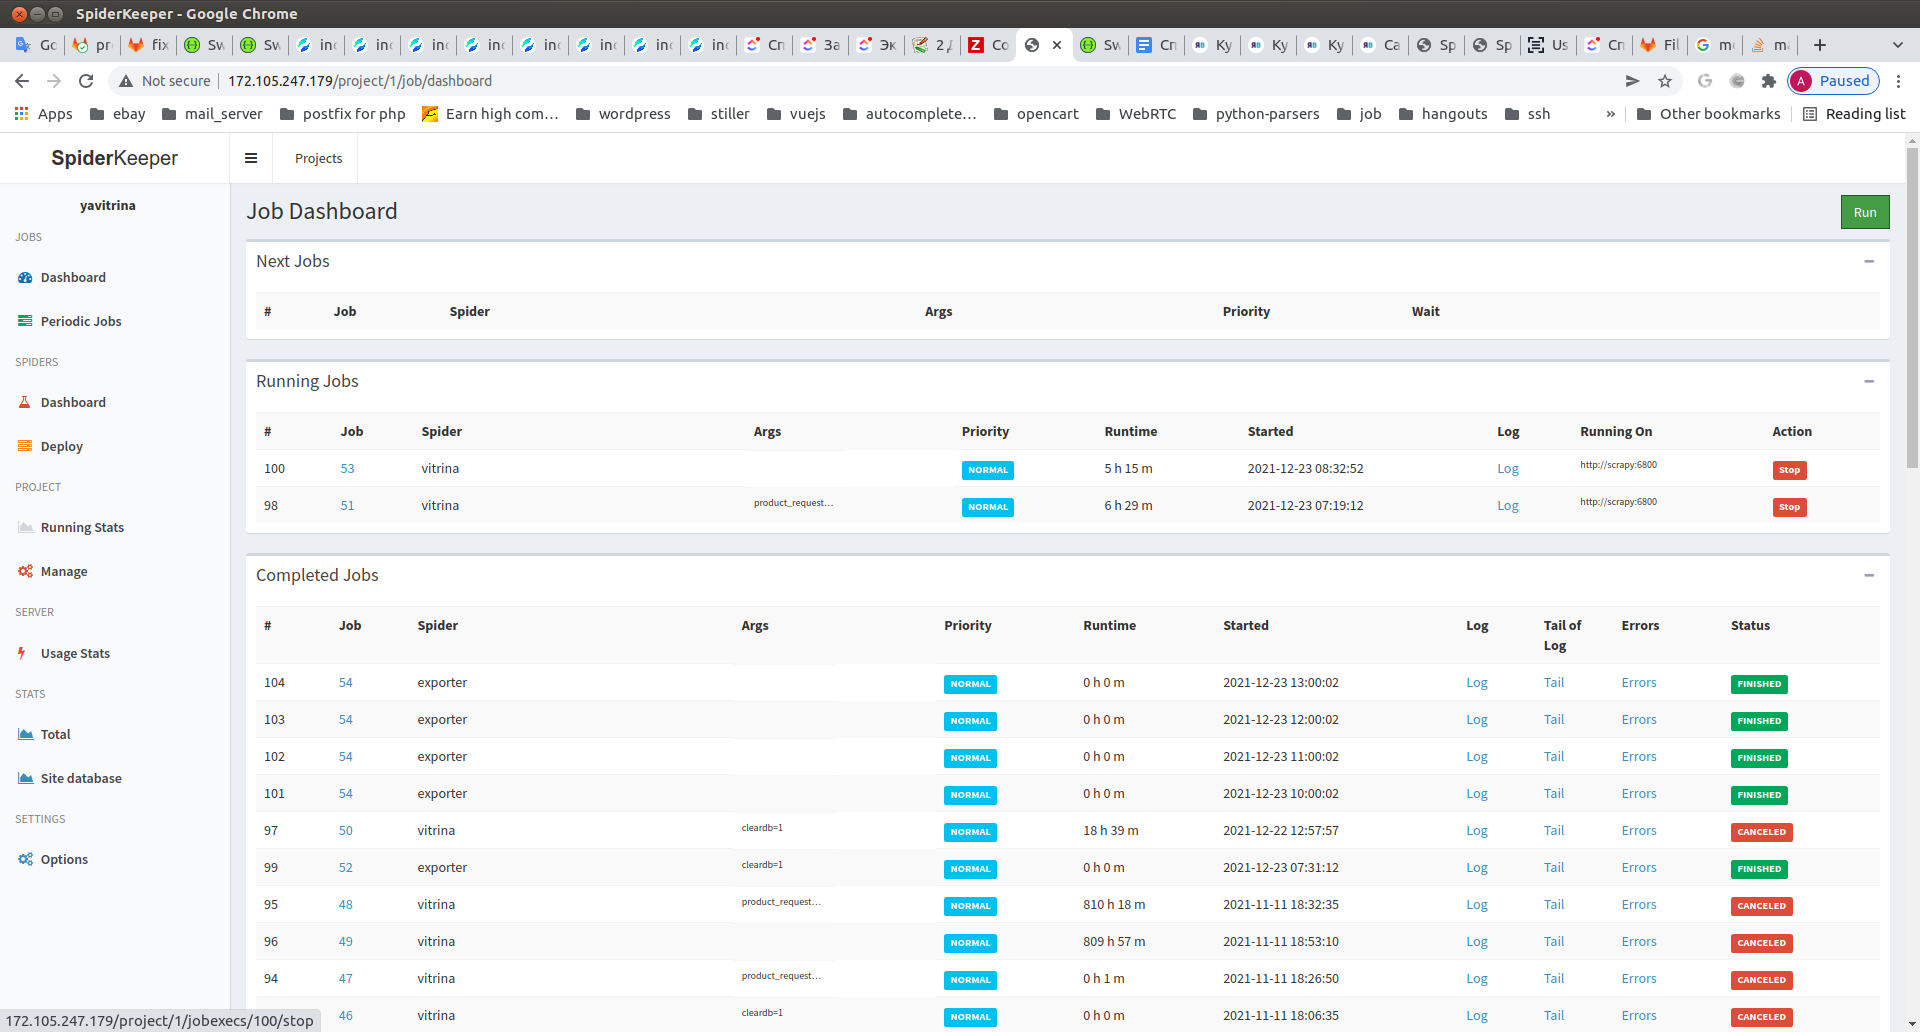 SpiderKeeper - Google Chrome
Go pr fix Sw Sw inc inc inc inc inc inc inc inc Сп За Эк 2 Д Co Sw Сп Ку Ку Ку Са Sp Sp Us Сп Fil m ma
Not secure 172.105.247.179/project/1/job/dashboard A Paused
Apps ebay mail_server postfix for php Earn high com… wordpress stiller vuejs autocomplete… opencart WebRTC python-parsers job hangouts ssh » Other bookmarks Reading list
SpiderKeeper Projects
yavitrina
JOBS
Dashboard
Periodic Jobs
SPIDERS
Dashboard
Deploy
PROJECT
Running Stats
Manage
SERVER
Usage Stats
STATS
Total
Site database
SETTINGS
Options
Job Dashboard Run
Next Jobs
# Job Spider Args Priority Wait
Running Jobs
# Job Spider Args Priority Runtime Started Log Running On Action
100 53 vitrina NORMAL 5 h 15 m 2021-12-23 08:32:52 Log http://scrapy:6800 Stop
98 51 vitrina product_request... NORMAL 6 h 29 m 2021-12-23 07:19:12 Log http://scrapy:6800 Stop
Completed Jobs
# Job Spider Args Priority Runtime Started Log Tail of Log Errors Status
104 54 exporter NORMAL 0 h 0 m 2021-12-23 13:00:02 Log Tail Errors FINISHED
103 54 exporter NORMAL 0 h 0 m 2021-12-23 12:00:02 Log Tail Errors FINISHED
102 54 exporter NORMAL 0 h 0 m 2021-12-23 11:00:02 Log Tail Errors FINISHED
101 54 exporter NORMAL 0 h 0 m 2021-12-23 10:00:02 Log Tail Errors FINISHED
97 50 vitrina cleardb=1 NORMAL 18 h 39 m 2021-12-22 12:57:57 Log Tail Errors CANCELED
99 52 exporter cleardb=1 NORMAL 0 h 0 m 2021-12-23 07:31:12 Log Tail Errors FINISHED
95 48 vitrina product_request... NORMAL 810 h 18 m 2021-11-11 18:32:35 Log Tail Errors CANCELED
96 49 vitrina NORMAL 809 h 57 m 2021-11-11 18:53:10 Log Tail Errors CANCELED
94 47 vitrina product_request... NORMAL 0 h 1 m 2021-11-11 18:26:50 Log Tail Errors CANCELED
46 vitrina cleardb=1 NORMAL 0 h 0 m 2021-11-11 18:06:35 Log Tail Errors CANCELED
172.105.247.179/project/1/jobexecs/100/stop